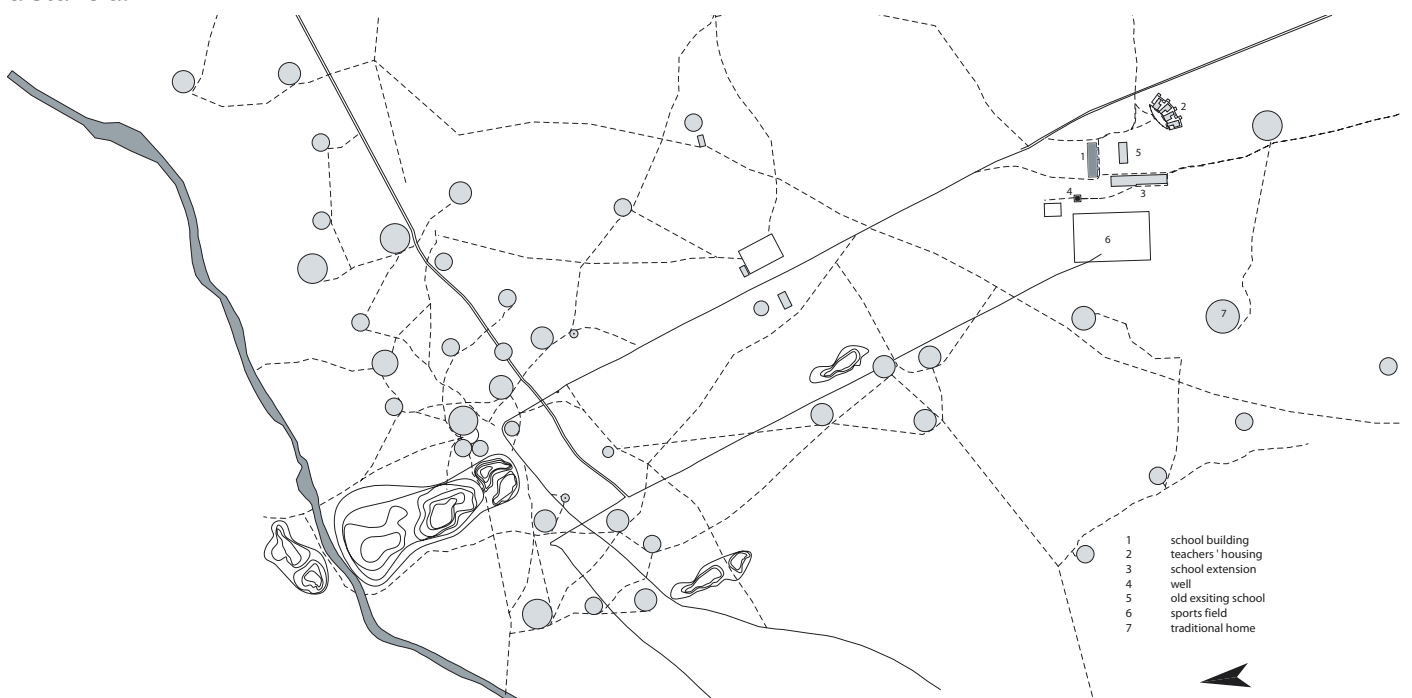 2
1
5
4
3
6
7
1 school building
2 teachers ' housing
3 school extension
4 well
5 old exsiting school
6 sports field
7 traditional home